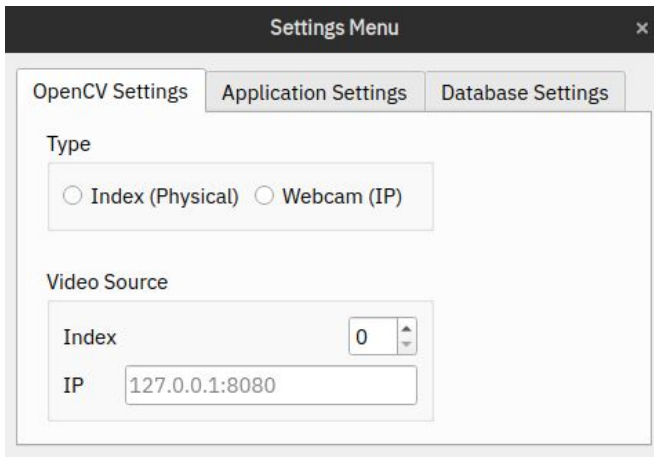 Settings Menu ×
OpenCV Settings Application Settings Database Settings
Type
Index (Physical) Webcam (IP)
Video Source
Index 0
IP 127.0.0.1:8080